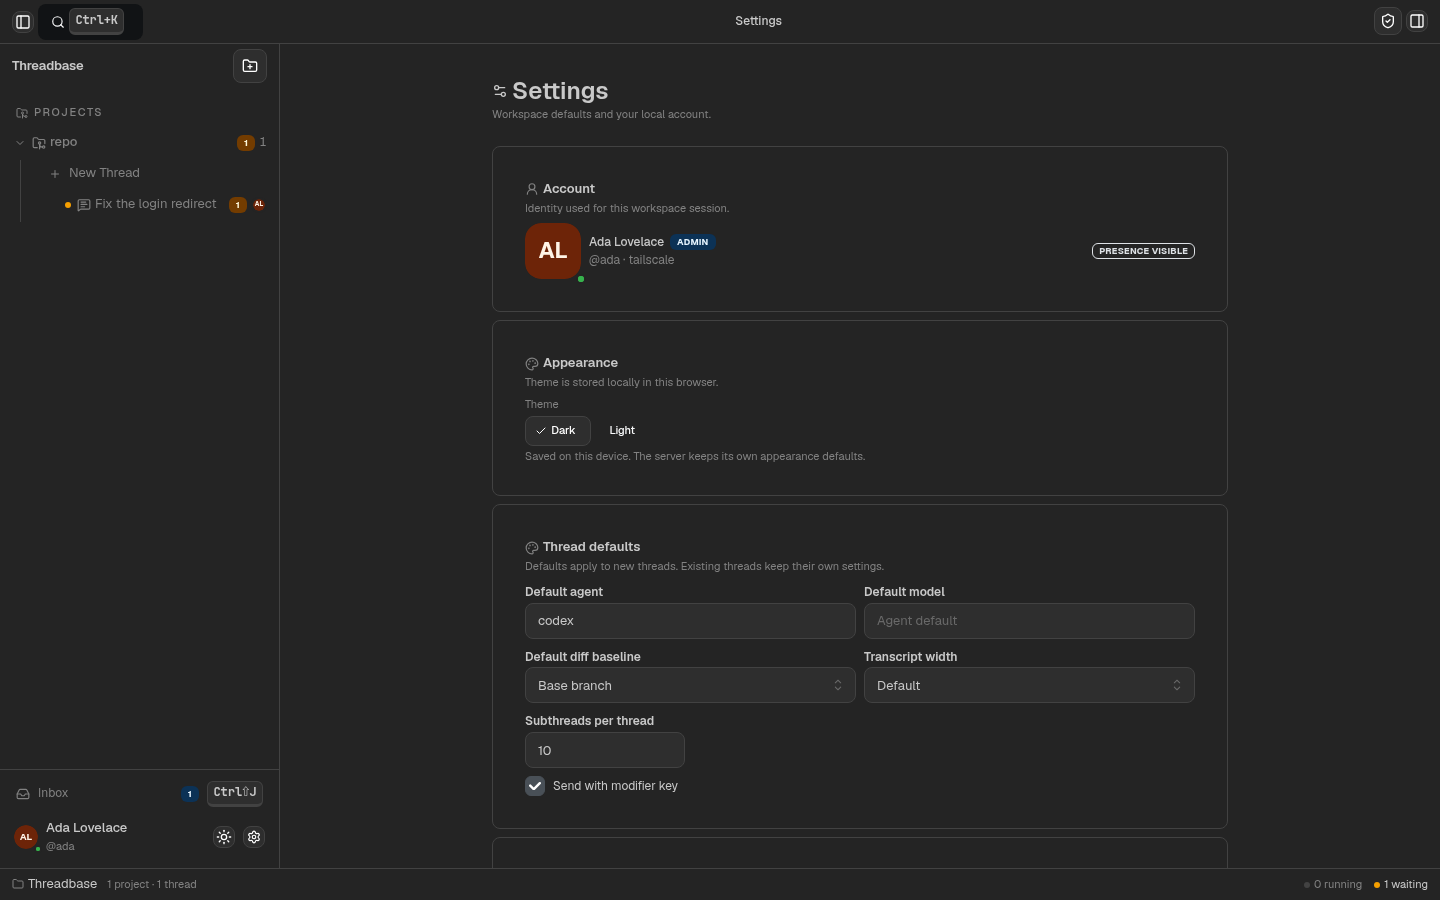 Ctrl+K
Settings
Threadbase
PROJECTS
repo
1
1
New Thread
Fix the login redirect
1
AL
Settings
Workspace defaults and your local account.
Account
Identity used for this workspace session.
AL
Ada Lovelace
ADMIN
@ada · tailscale
PRESENCE VISIBLE
Appearance
Theme is stored locally in this browser.
Theme
Dark
Light
Saved on this device. The server keeps its own appearance defaults.
Thread defaults
Defaults apply to new threads. Existing threads keep their own settings.
Default agent
Default model
codex
Agent default
Default diff baseline
Transcript width
Base branch
Default
Subthreads per thread
10
Send with modifier key
Inbox
1
Ctrl⇧J
AL
Ada Lovelace
@ada
Threadbase
1 project · 1 thread
0 running
1 waiting